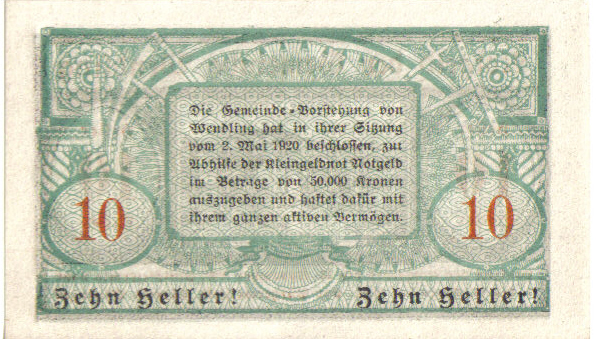 Die Gemeinde-Vorstehung von
Wendling hat in ihrer Sitzung
vom 2. Mai 1920 beschlossen, zur
Abhilfe der Kleingeldnot Notgeld
im Betrage von 50.000 Kronen
auszugeben und haftet dafür mit
ihrem ganzen aktiven Vermögen.
10 10
Zehn Heller! Zehn Heller!